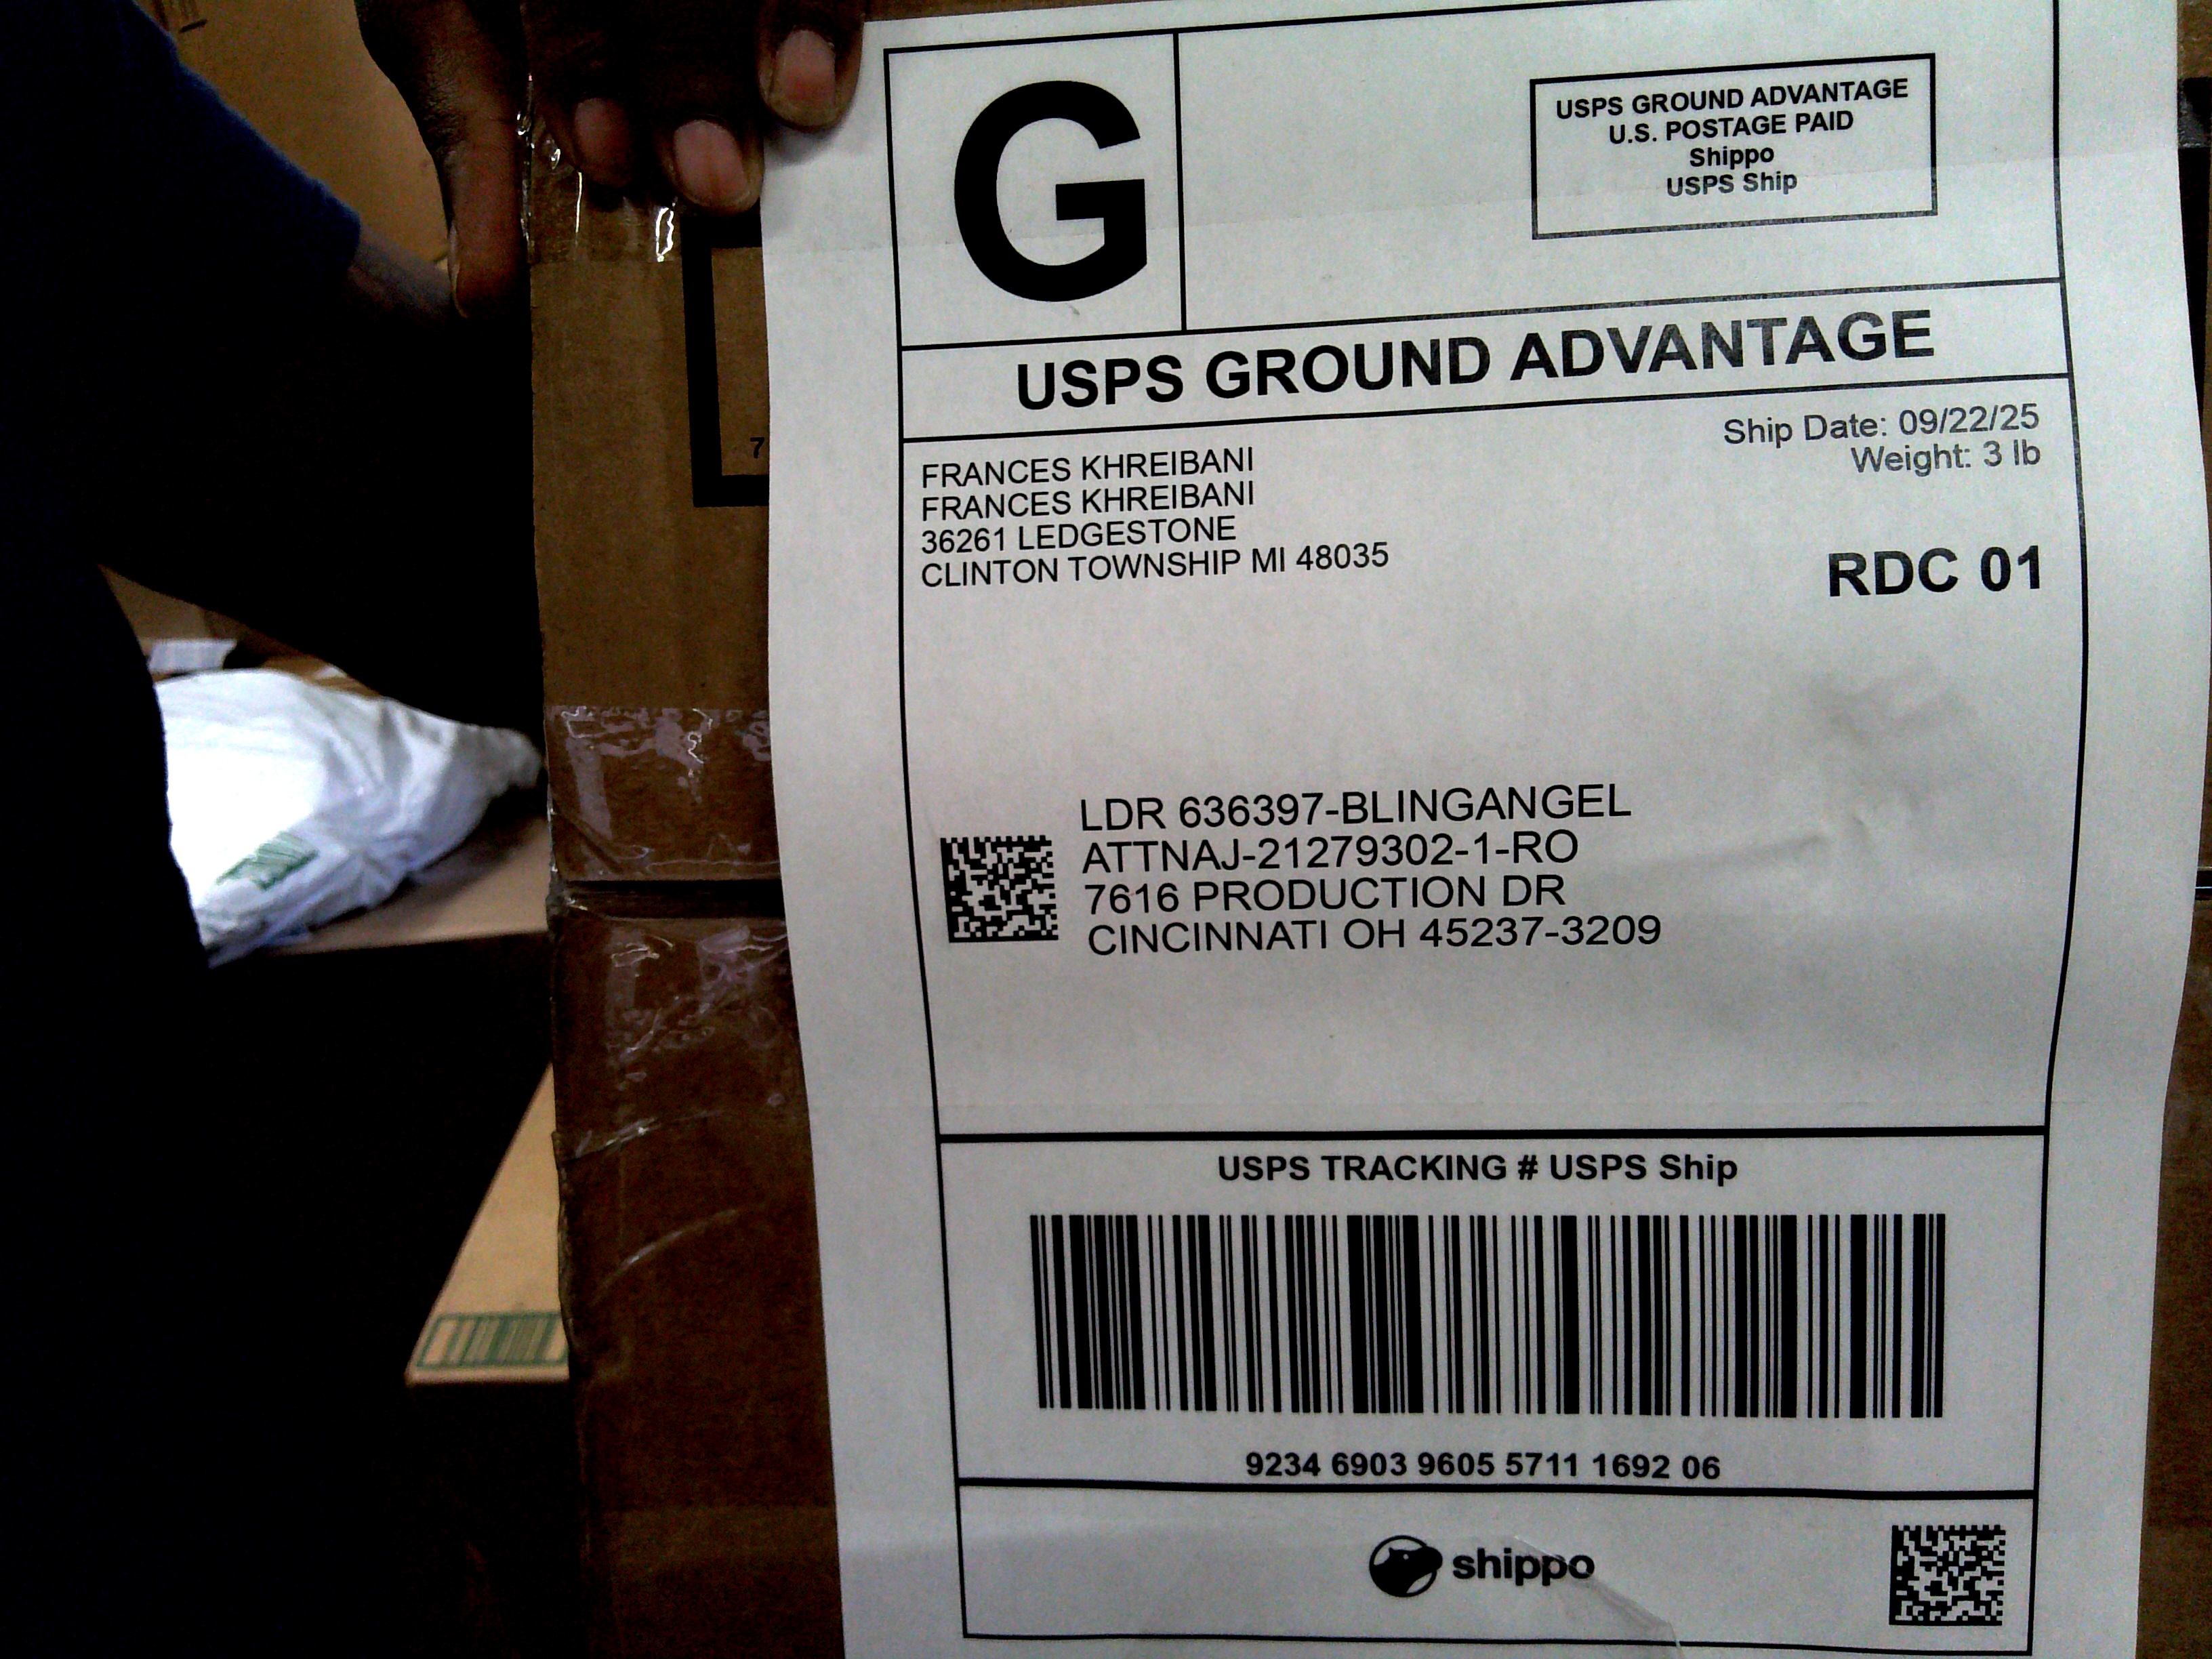 G
USPS GROUND ADVANTAGE
U.S. POSTAGE PAID
Shippo
USPS Ship
USPS GROUND ADVANTAGE
Ship Date: 09/22/25
Weight: 3 lb
FRANCES KHREIBANI
FRANCES KHREIBANI
36261 LEDGESTONE
CLINTON TOWNSHIP MI 48035
RDC 01
7
LDR 636397-BLINGANGEL
ATTNAJ-21279302-1-RO
7616 PRODUCTION DR
CINCINNATI OH 45237-3209
USPS TRACKING # USPS Ship
9234 6903 9605 5711 1692 06
shippo